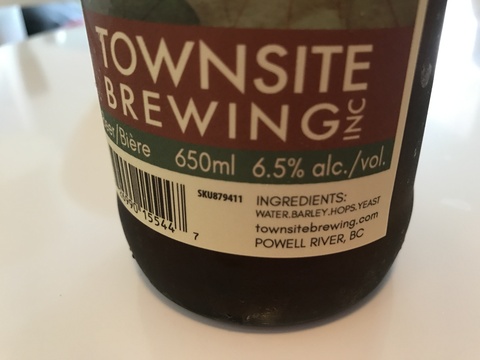 TOWNSITE
BREWING INC
Beer/Bière 650ml 6.5% alc./vol.
SKU879411
15544 7
INGREDIENTS:
WATER.BARLEY.HOPS.YEAST
townsitebrewing.com
POWELL RIVER, BC